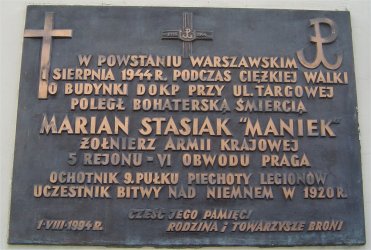 W POWSTANIU WARSZAWSKIM
1 SIERPNIA 1944 R. PODCZAS CIĘŻKIEJ WALKI
O BUDYNKI DOKP PRZY UL. TARGOWEJ
POLEGŁ BOHATERSKĄ ŚMIERCIĄ
MARIAN STASIAK "MANIEK"
ŻOŁNIERZ ARMII KRAJOWEJ
5 REJONU - VI OBWODU PRAGA
OCHOTNIK 9. PUŁKU PIECHOTY LEGIONÓW
UCZESTNIK BITWY NAD NIEMNEM W 1920 R.
CZEŚĆ JEGO PAMIĘCI
1·VIII·1994 R. RODZINA i TOWARZYSZE BRONI